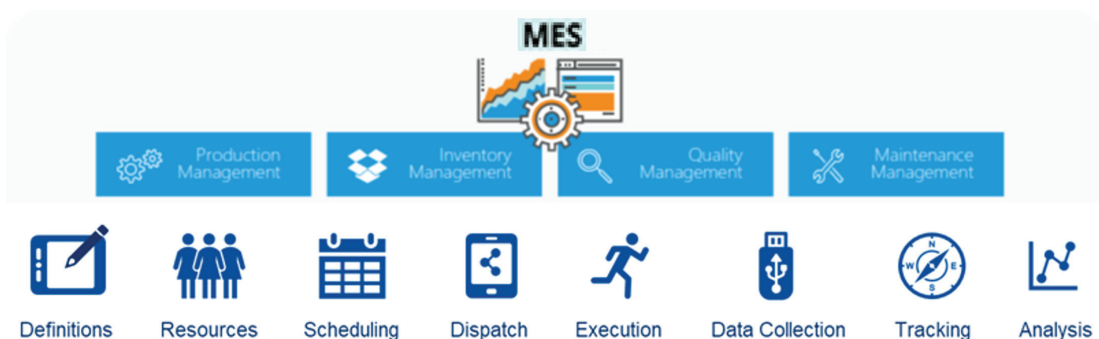 MES
Production
Management
Inventory
Management
Quality
Management
Maintenance
Management
N
W E
S
Definitions Resources Scheduling Dispatch Execution Data Collection Tracking Analysis